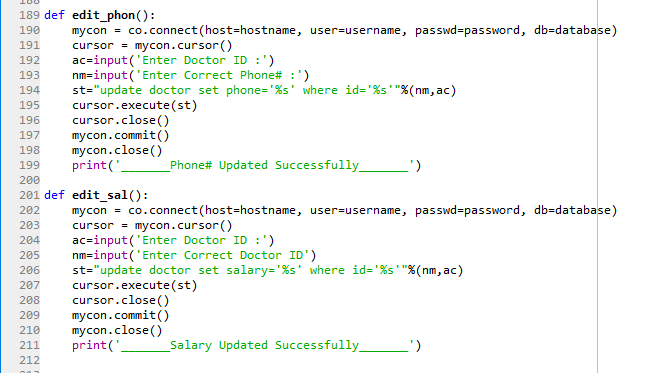 188
189 def edit_phon():
190     mycon = co.connect(host=hostname, user=username, passwd=password, db=database)
191     cursor = mycon.cursor()
192     ac=input('Enter Doctor ID :')
193     nm=input('Enter Correct Phone# :')
194     st="update doctor set phone='%s' where id='%s'"%(nm,ac)
195     cursor.execute(st)
196     cursor.close()
197     mycon.commit()
198     mycon.close()
199     print('_______Phone# Updated Successfully_______')
200
201 def edit_sal():
202     mycon = co.connect(host=hostname, user=username, passwd=password, db=database)
203     cursor = mycon.cursor()
204     ac=input('Enter Doctor ID :')
205     nm=input('Enter Correct Doctor ID')
206     st="update doctor set salary='%s' where id='%s'"%(nm,ac)
207     cursor.execute(st)
208     cursor.close()
209     mycon.commit()
210     mycon.close()
211     print('_______Salary Updated Successfully_______')
212